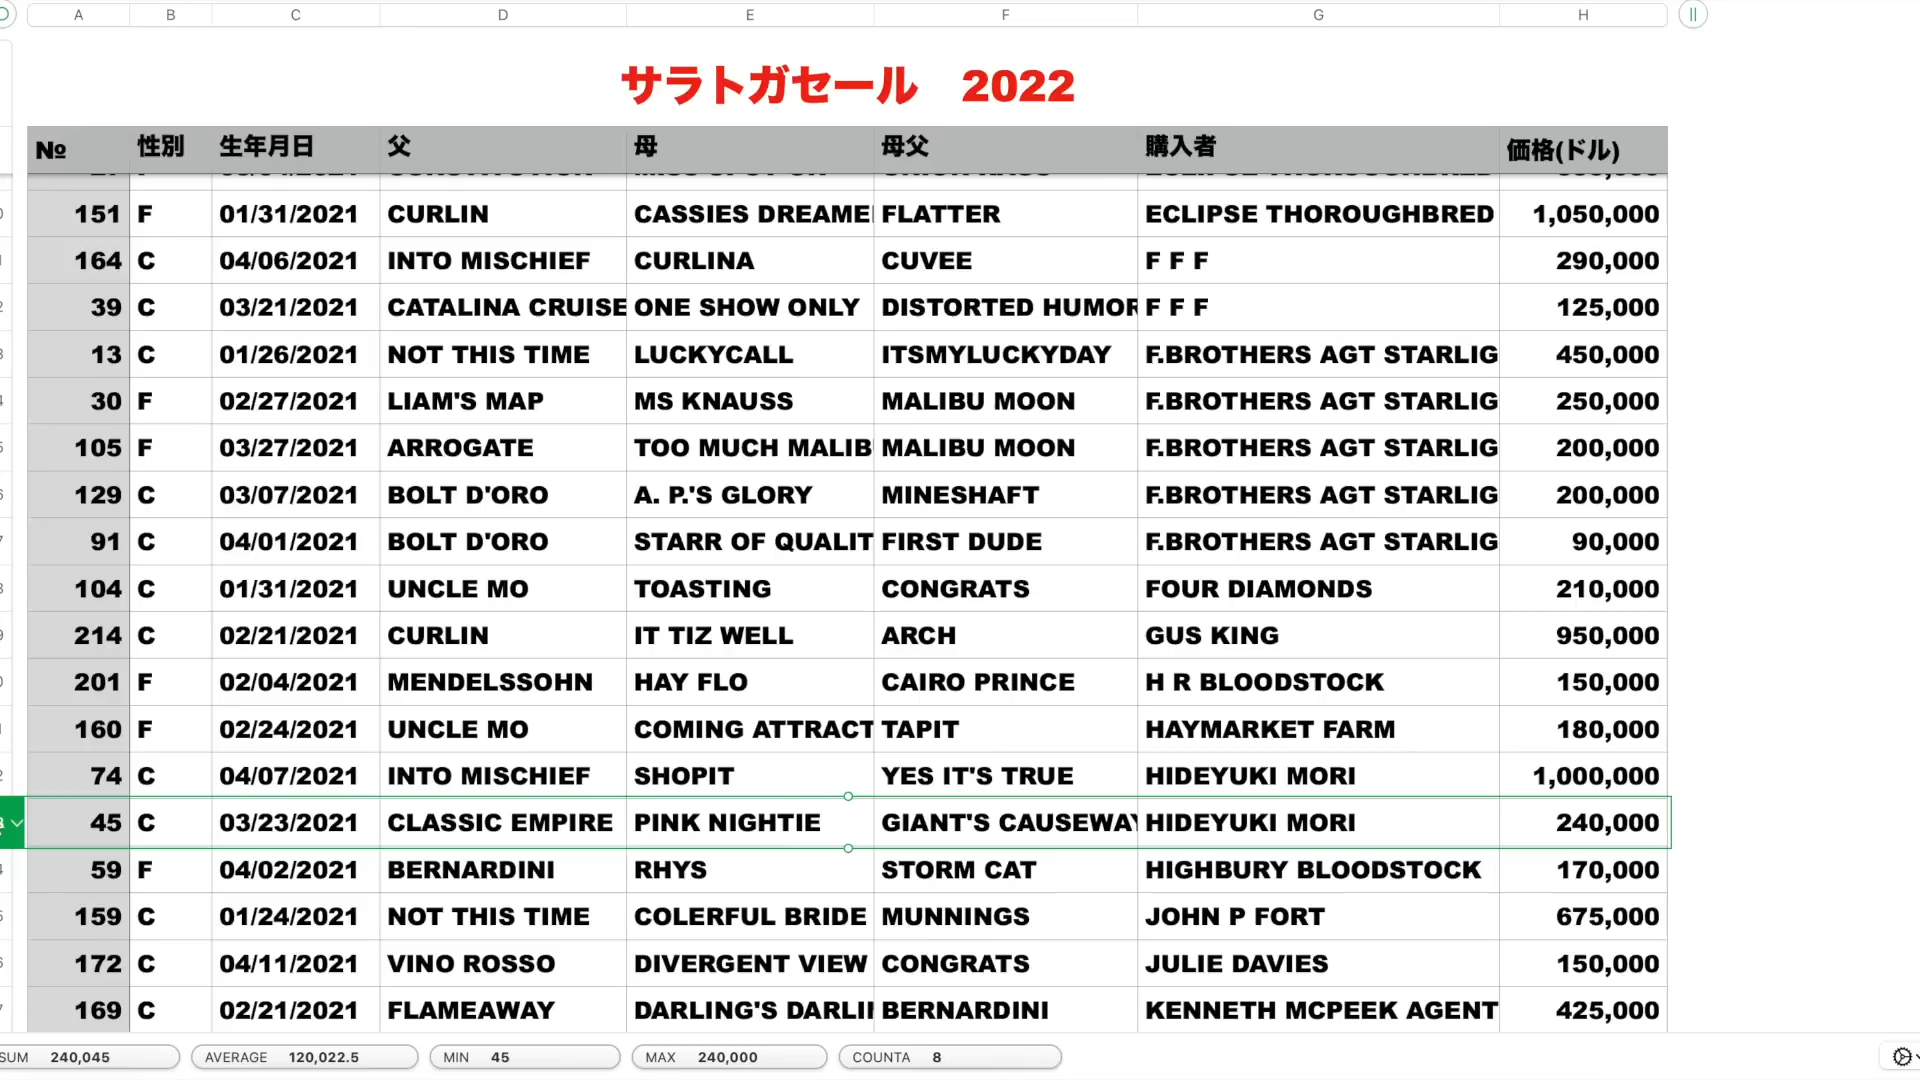 A B C D E F G H
サラトガセール 2022
№ 性別 生年月日 父 母 母父 購入者 価格(ドル)
151 F 01/31/2021 CURLIN CASSIES DREAME FLATTER ECLIPSE THOROUGHBRED 1,050,000
164 C 04/06/2021 INTO MISCHIEF CURLINA CUVEE F F F 290,000
39 C 03/21/2021 CATALINA CRUISE ONE SHOW ONLY DISTORTED HUMOR F F F 125,000
13 C 01/26/2021 NOT THIS TIME LUCKYCALL ITSMYLUCKYDAY F.BROTHERS AGT STARLIG 450,000
30 F 02/27/2021 LIAM'S MAP MS KNAUSS MALIBU MOON F.BROTHERS AGT STARLIG 250,000
105 F 03/27/2021 ARROGATE TOO MUCH MALIB MALIBU MOON F.BROTHERS AGT STARLIG 200,000
129 C 03/07/2021 BOLT D'ORO A. P.'S GLORY MINESHAFT F.BROTHERS AGT STARLIG 200,000
91 C 04/01/2021 BOLT D'ORO STARR OF QUALIT FIRST DUDE F.BROTHERS AGT STARLIG 90,000
104 C 01/31/2021 UNCLE MO TOASTING CONGRATS FOUR DIAMONDS 210,000
214 C 02/21/2021 CURLIN IT TIZ WELL ARCH GUS KING 950,000
201 F 02/04/2021 MENDELSSOHN HAY FLO CAIRO PRINCE H R BLOODSTOCK 150,000
160 F 02/24/2021 UNCLE MO COMING ATTRACT TAPIT HAYMARKET FARM 180,000
74 C 04/07/2021 INTO MISCHIEF SHOPIT YES IT'S TRUE HIDEYUKI MORI 1,000,000
45 C 03/23/2021 CLASSIC EMPIRE PINK NIGHTIE GIANT'S CAUSEWAY HIDEYUKI MORI 240,000
59 F 04/02/2021 BERNARDINI RHYS STORM CAT HIGHBURY BLOODSTOCK 170,000
159 C 01/24/2021 NOT THIS TIME COLERFUL BRIDE MUNNINGS JOHN P FORT 675,000
172 C 04/11/2021 VINO ROSSO DIVERGENT VIEW CONGRATS JULIE DAVIES 150,000
169 C 02/21/2021 FLAMEAWAY DARLING'S DARLI BERNARDINI KENNETH MCPEEK AGENT 425,000
SUM 240,045 AVERAGE 120,022.5 MIN 45 MAX 240,000 COUNTA 8